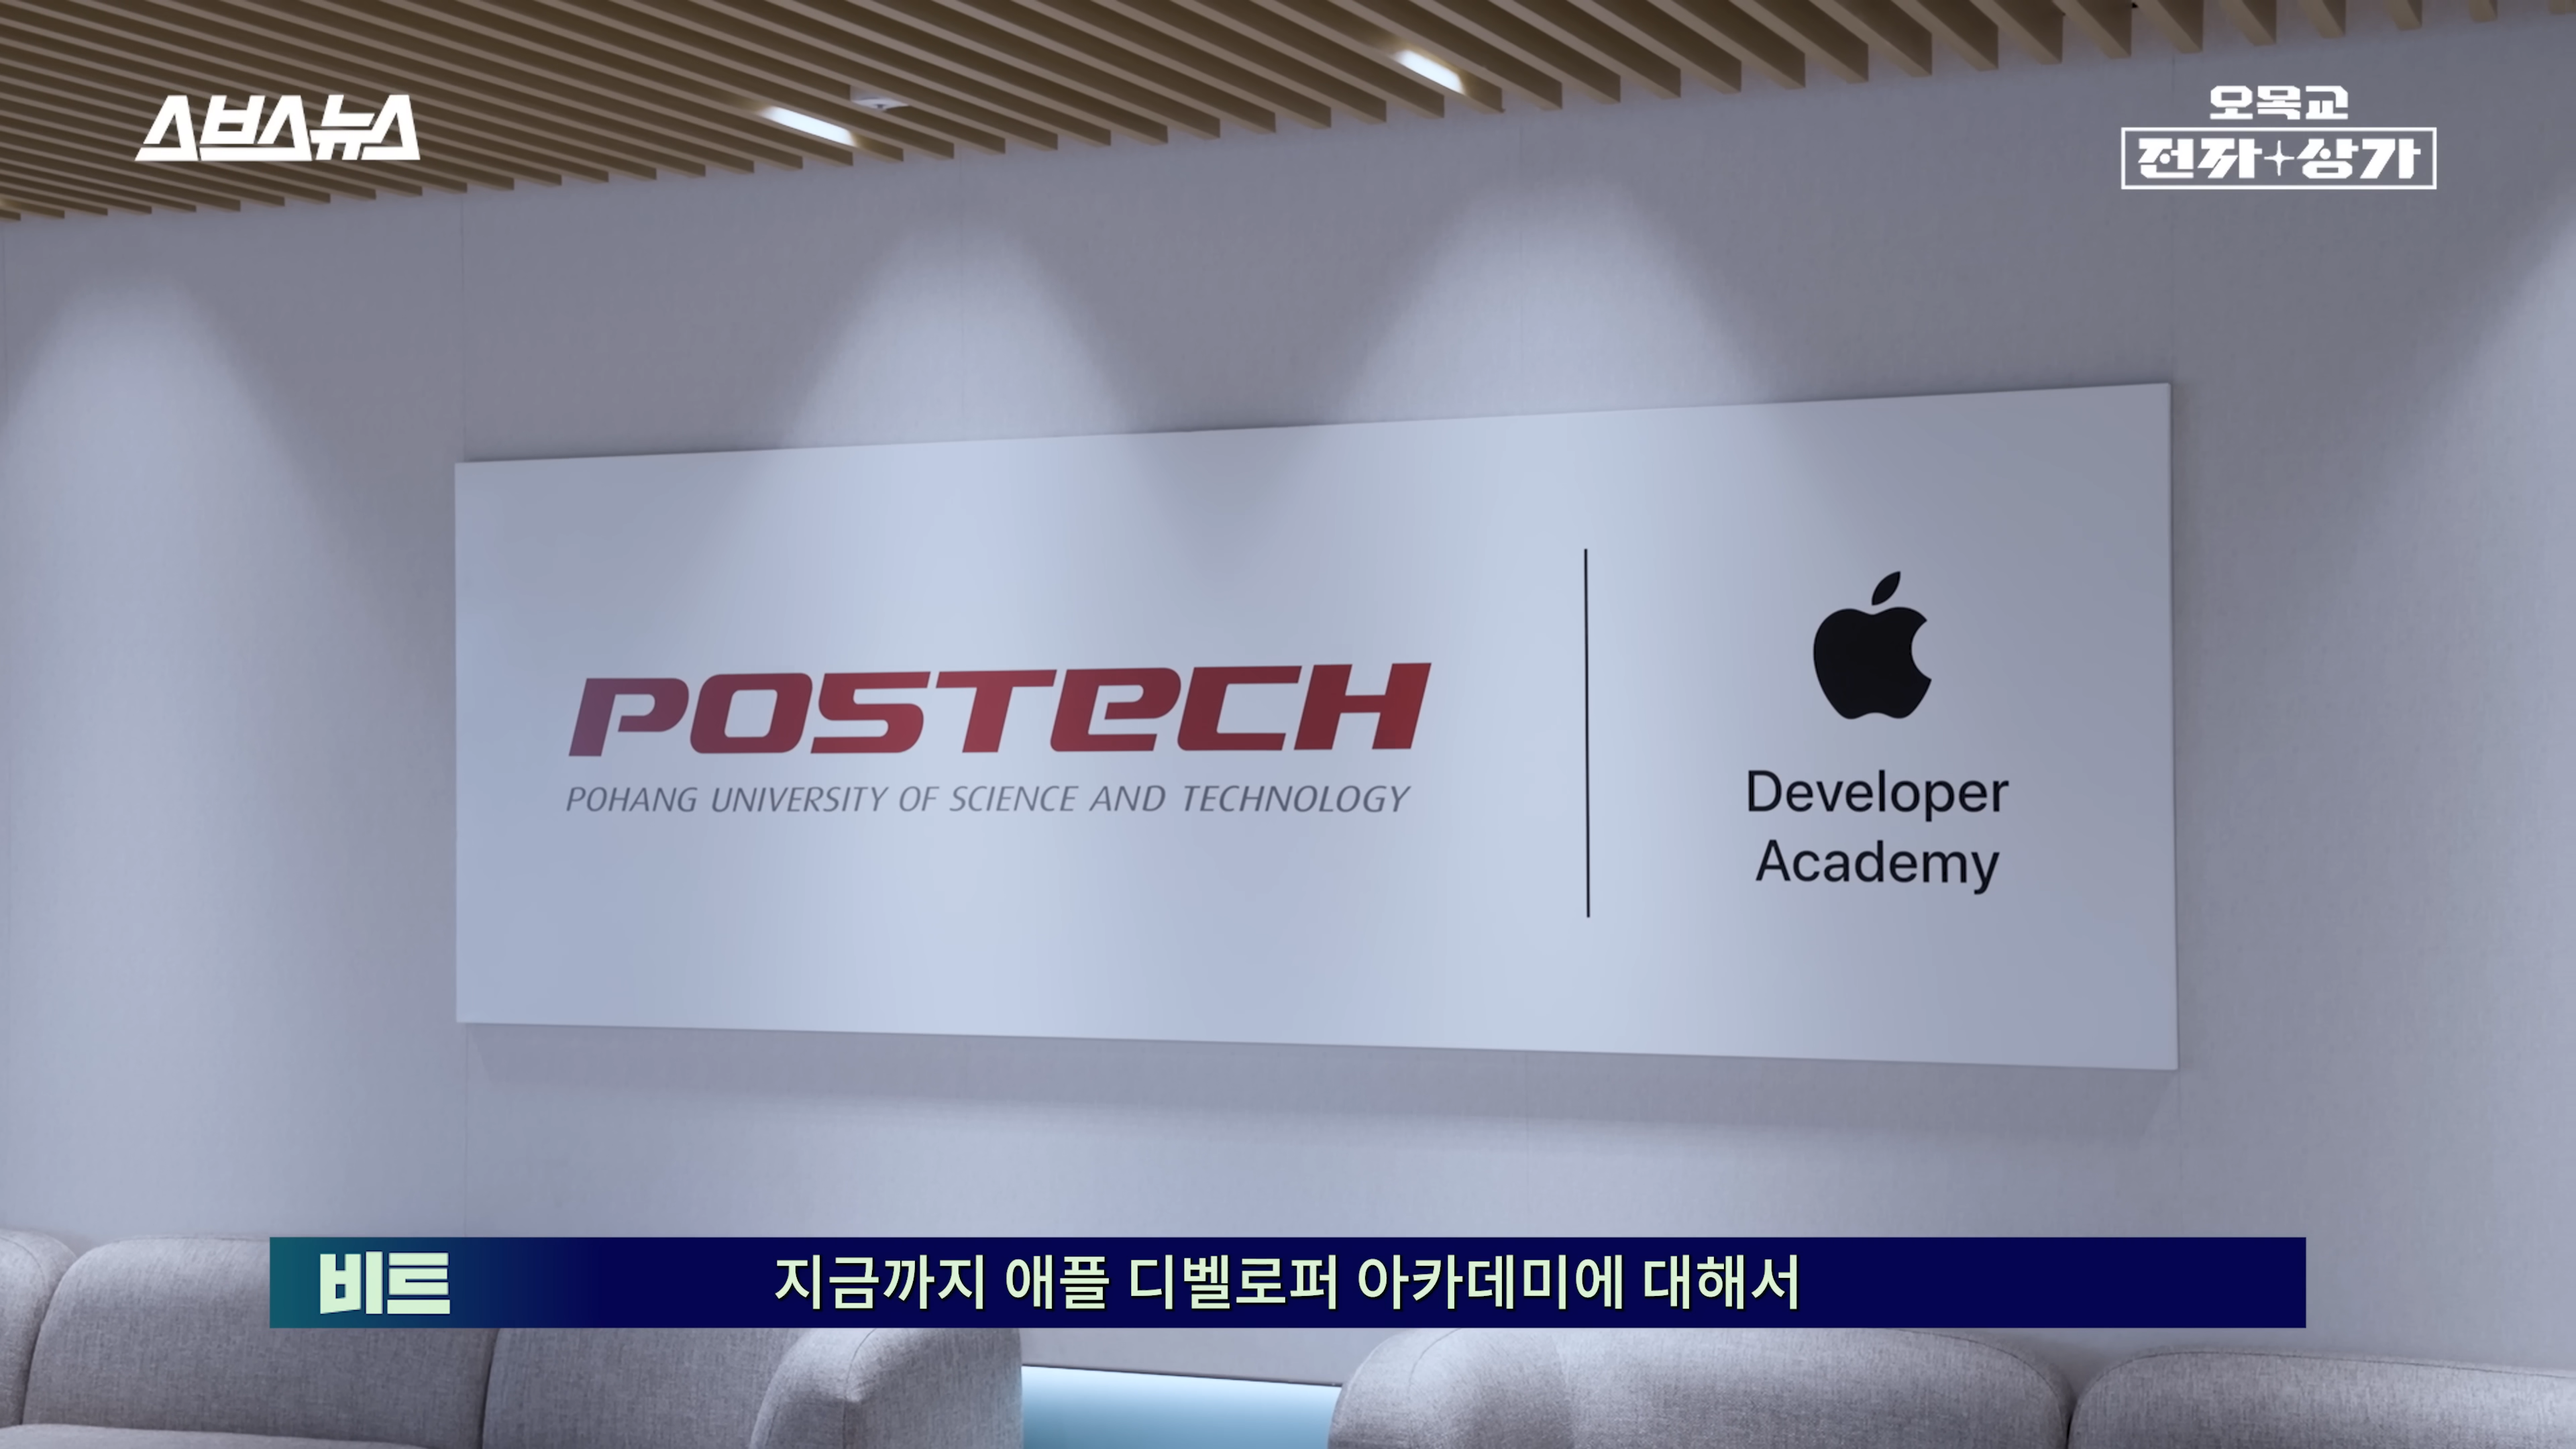 스브스뉴스
오목교
전자상가
POSTECH
POHANG UNIVERSITY OF SCIENCE AND TECHNOLOGY
Developer
Academy
비트
지금까지 애플 디벨로퍼 아카데미에 대해서